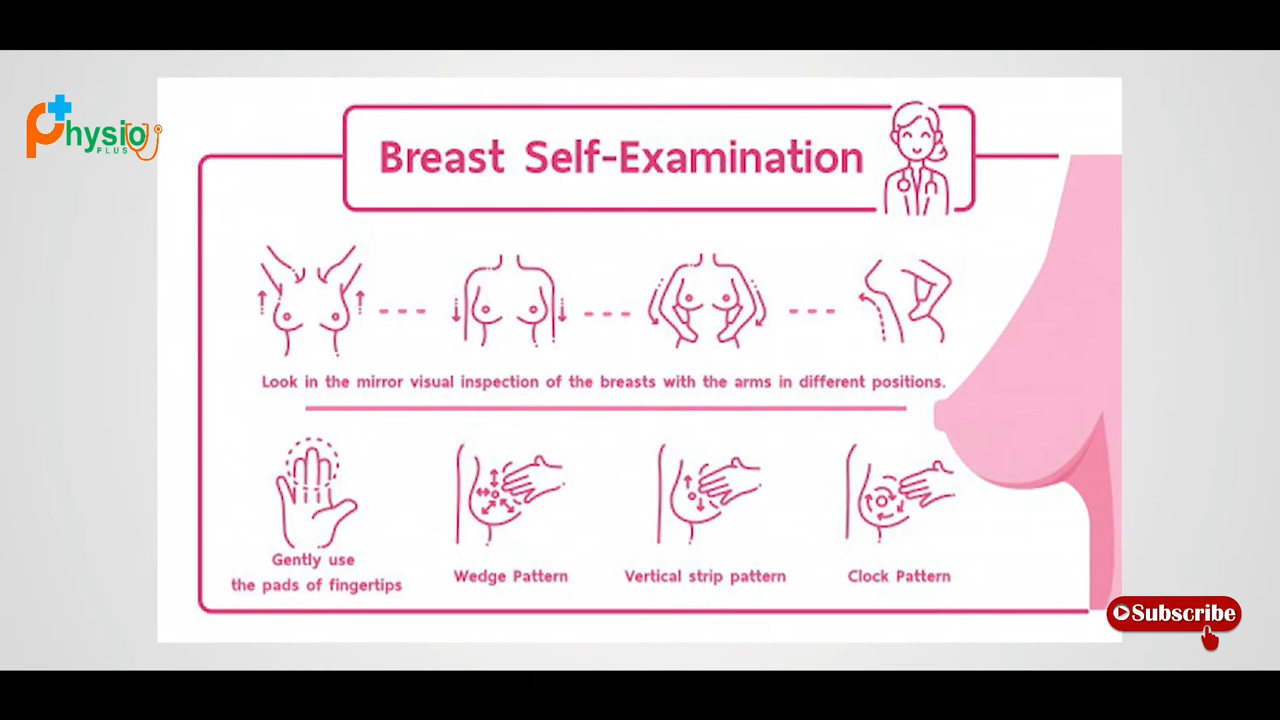 Physio
PLUS
Breast Self-Examination
Look in the mirror visual inspection of the breasts with the arms in different positions.
Gently use
the pads of fingertips
Wedge Pattern
Vertical strip pattern
Clock Pattern
Subscribe